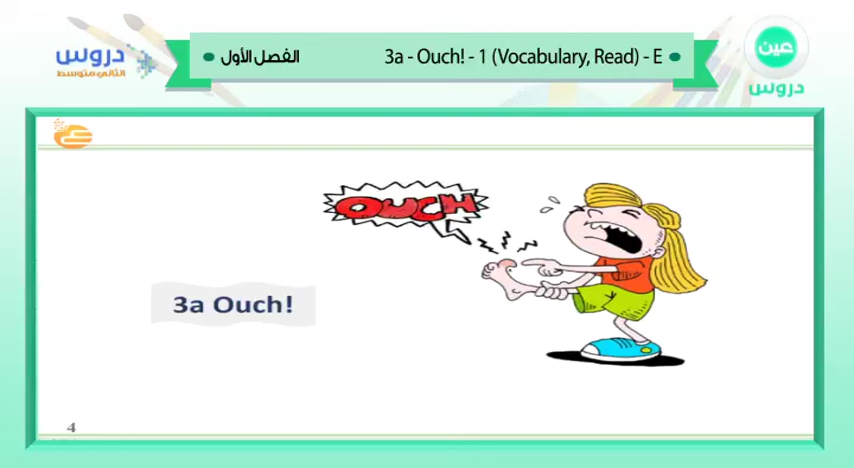 دروس
الثاني متوسط
الفصل الأول
3a - Ouch! - 1 (Vocabulary, Read) - E
عين
دروس
OUCH
3a Ouch!
4